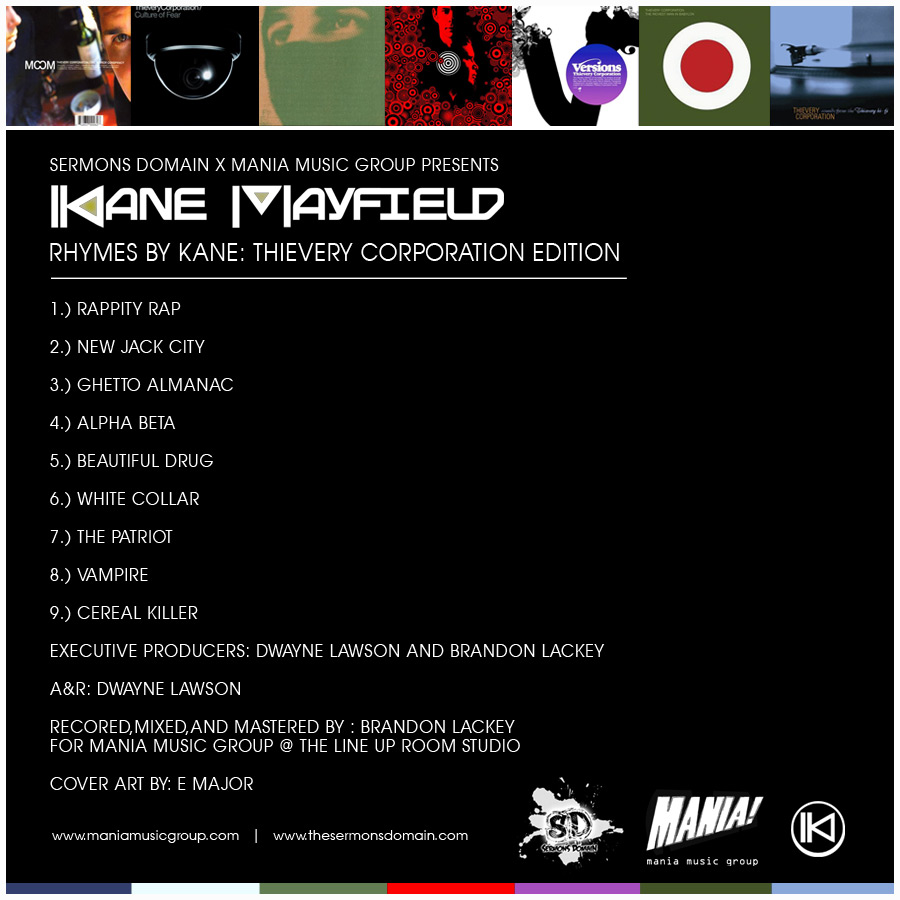 MOOM
ThieveryCorporation/
Culture of Fear
Versions
Thievery Corporation
THIEVERY CORPORATION
THIEVERY
CORPORATION
SERMONS DOMAIN X MANIA MUSIC GROUP PRESENTS
KANE MAYFIELD
RHYMES BY KANE: THIEVERY CORPORATION EDITION
1.) RAPPITY RAP
2.) NEW JACK CITY
3.) GHETTO ALMANAC
4.) ALPHA BETA
5.) BEAUTIFUL DRUG
6.) WHITE COLLAR
7.) THE PATRIOT
8.) VAMPIRE
9.) CEREAL KILLER
EXECUTIVE PRODUCERS: DWAYNE LAWSON AND BRANDON LACKEY
A&R: DWAYNE LAWSON
RECORED,MIXED,AND MASTERED BY : BRANDON LACKEY
FOR MANIA MUSIC GROUP @ THE LINE UP ROOM STUDIO
COVER ART BY: E MAJOR
www.maniamusicgroup.com | www.thesermonsdomain.com
SD
SERMONS DOMAIN
MANIA!
mania music group
K